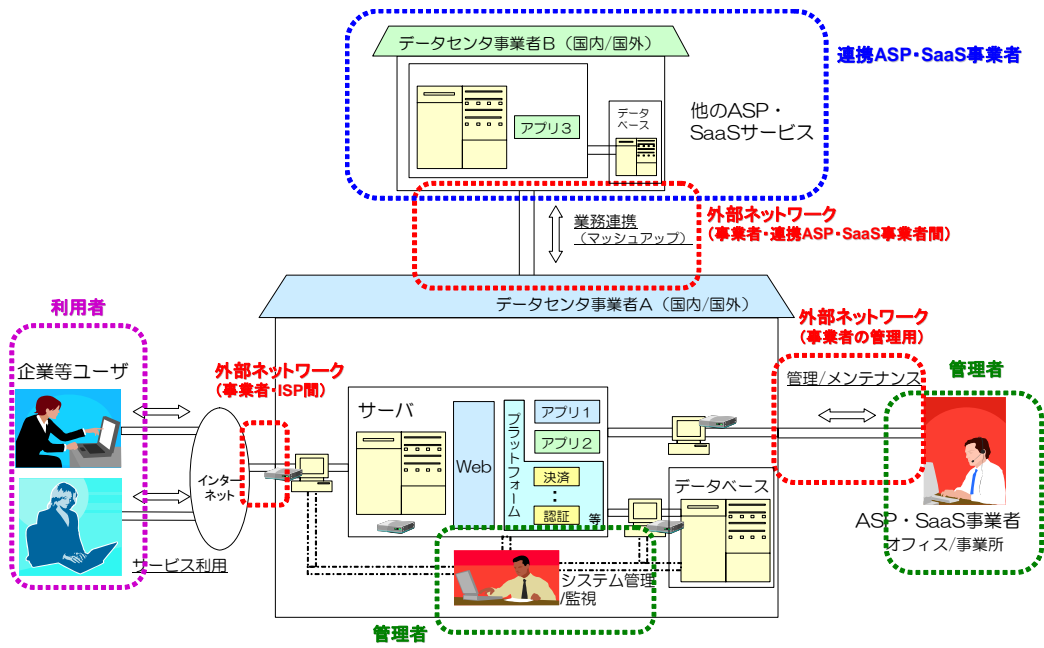 データセンタ事業者B(国内/国外)
連携ASP・SaaS事業者
アプリ3
データ
ベース
他のASP・
SaaSサービス
業務連携
(マッシュアップ)
外部ネットワーク
(事業者・連携ASP・SaaS事業者間)
データセンタ事業者A(国内/国外)
利用者
企業等ユーザ
外部ネットワーク
(事業者・ISP間)
外部ネットワーク
(事業者の管理用)
管理/メンテナンス
管理者
サーバ
Web
プラットフォーム
アプリ1
アプリ2
決済
:
認証
等
データベース
インター
ネット
サービス利用
ASP・SaaS事業者
オフィス/事業所
システム管理
/監視
管理者